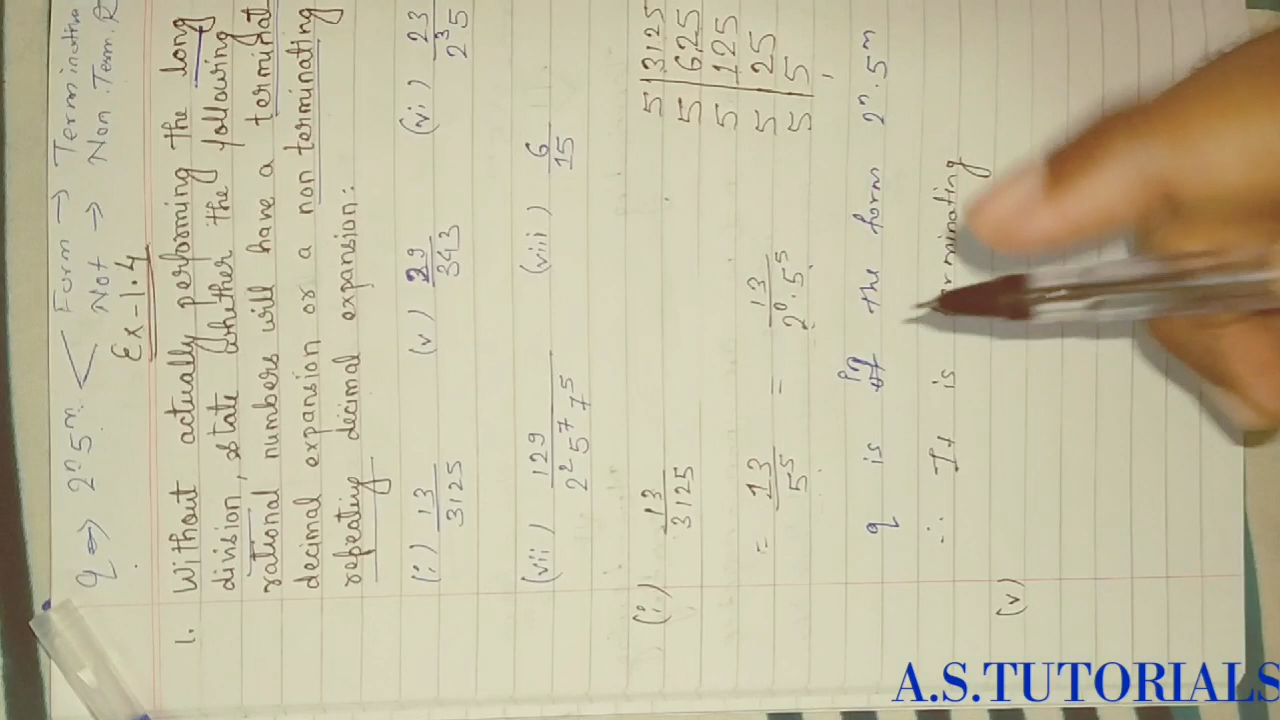 q ⇒ 2ⁿ5ᵐ < Form → Terminating
Not → Non Term. R
Ex-1.4
1. Without actually performing the long
division, state whether the following
rational numbers will have a terminat
decimal expansion or a non terminating
repeating decimal expansion:
(i) 13/3125 (v) 29/343 (vi) 23/2³5
(vii) 129/2²5⁷7⁵ (viii) 6/15
(i) 13/3125
5|3125
5|625
5|125
5|25
5|5
= 13/5⁵ = 13/2⁰·5⁵
q is in the form 2ⁿ.5ᵐ
∴ It is rminating
(v)
A.S.TUTORIALS